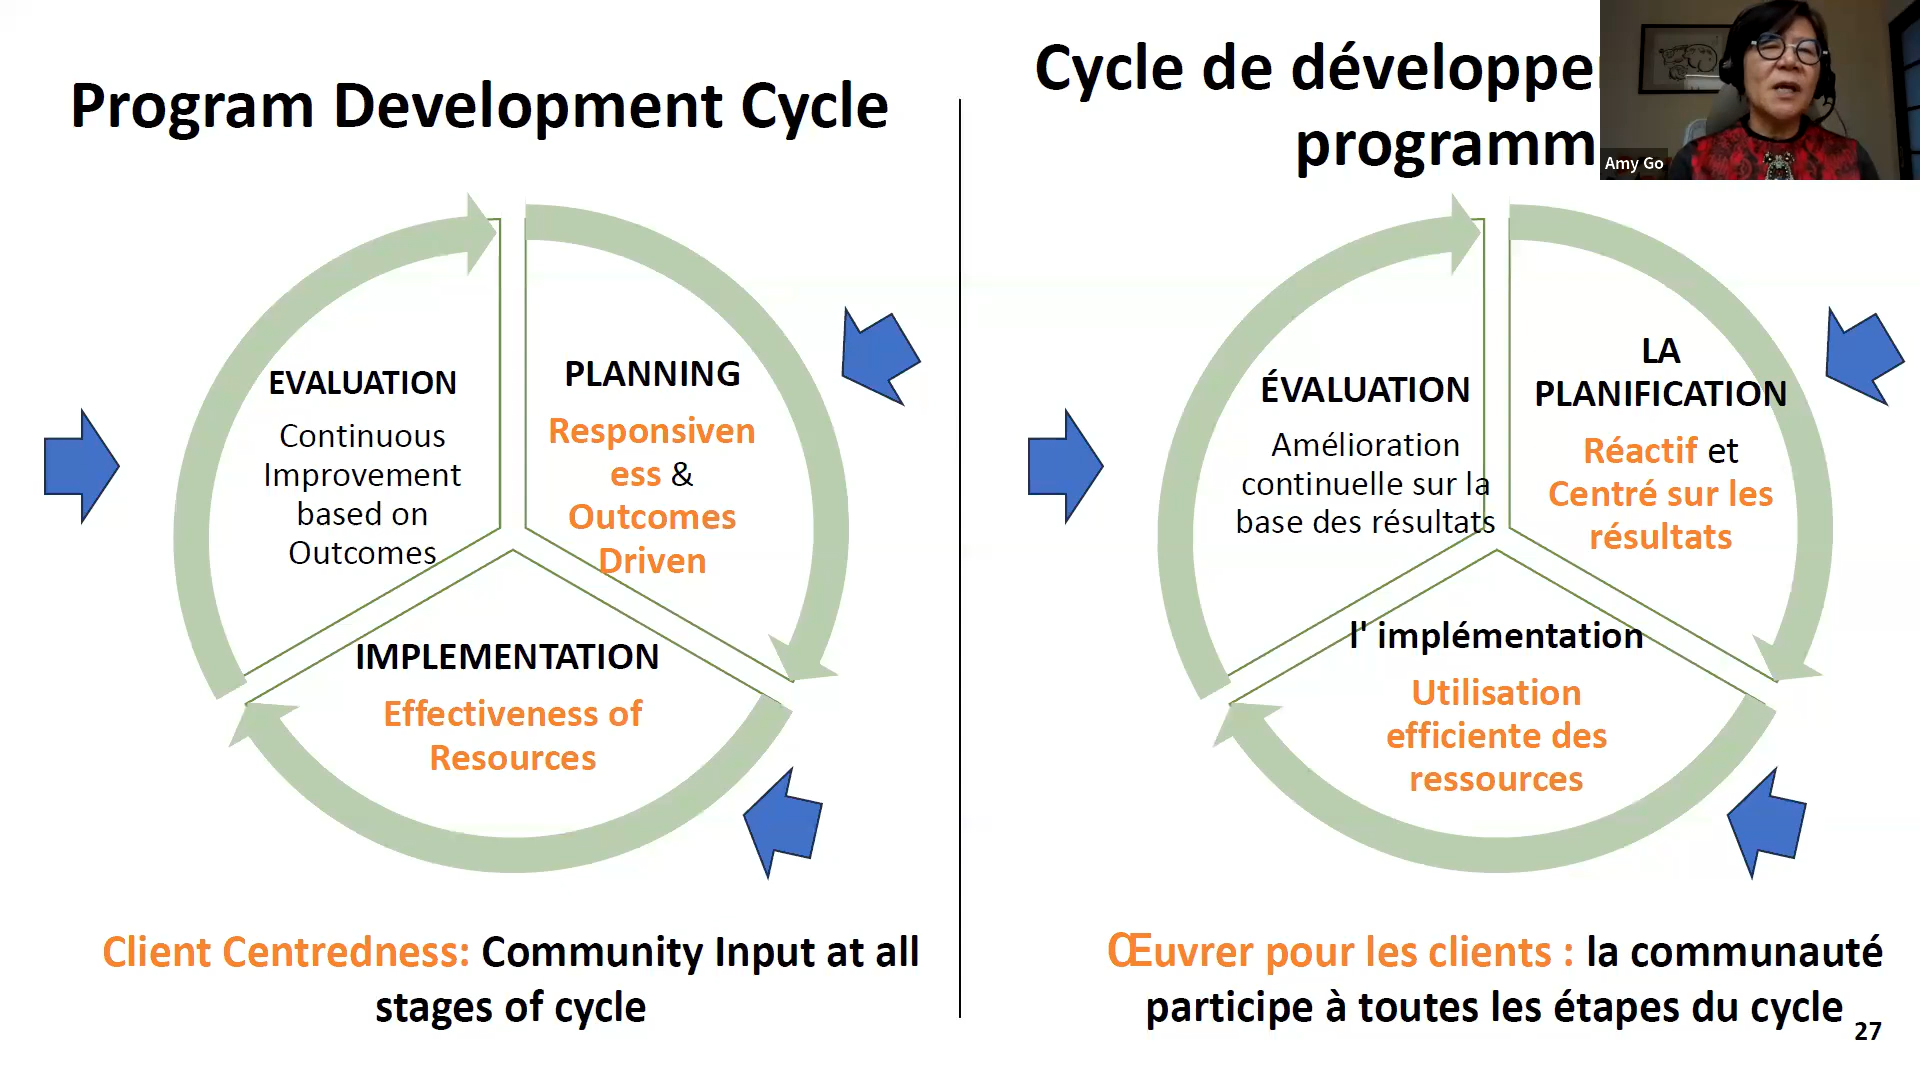 Program Development Cycle
EVALUATION
Continuous
Improvement
based on
Outcomes
PLANNING
Responsiven
ess &
Outcomes
Driven
IMPLEMENTATION
Effectiveness of
Resources
Client Centredness: Community Input at all
stages of cycle
Cycle de
Amy Go
ÉVALUATION
Amélioration
continuelle sur la
base des résultats
LA
PLANIFICATION
Réactif et
Centré sur les
résultats
l' implémentation
Utilisation
efficiente des
ressources
Œuvrer pour les clients : la communauté
participe à toutes les étapes du cycle
27